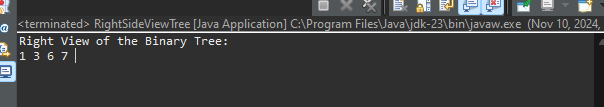 <terminated> RightSideViewTree [Java Application] C:\Program Files\Java\jdk-23\bin\javaw.exe (Nov 10, 2024,
Right View of the Binary Tree:
1 3 6 7